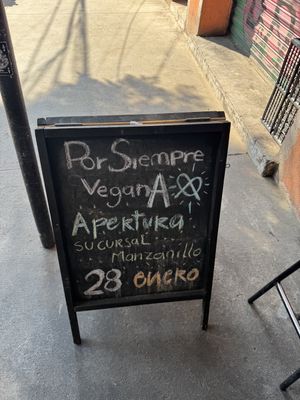 Por Siempre
Vegana
Apertura
sucursal
Manzanillo
28 enero